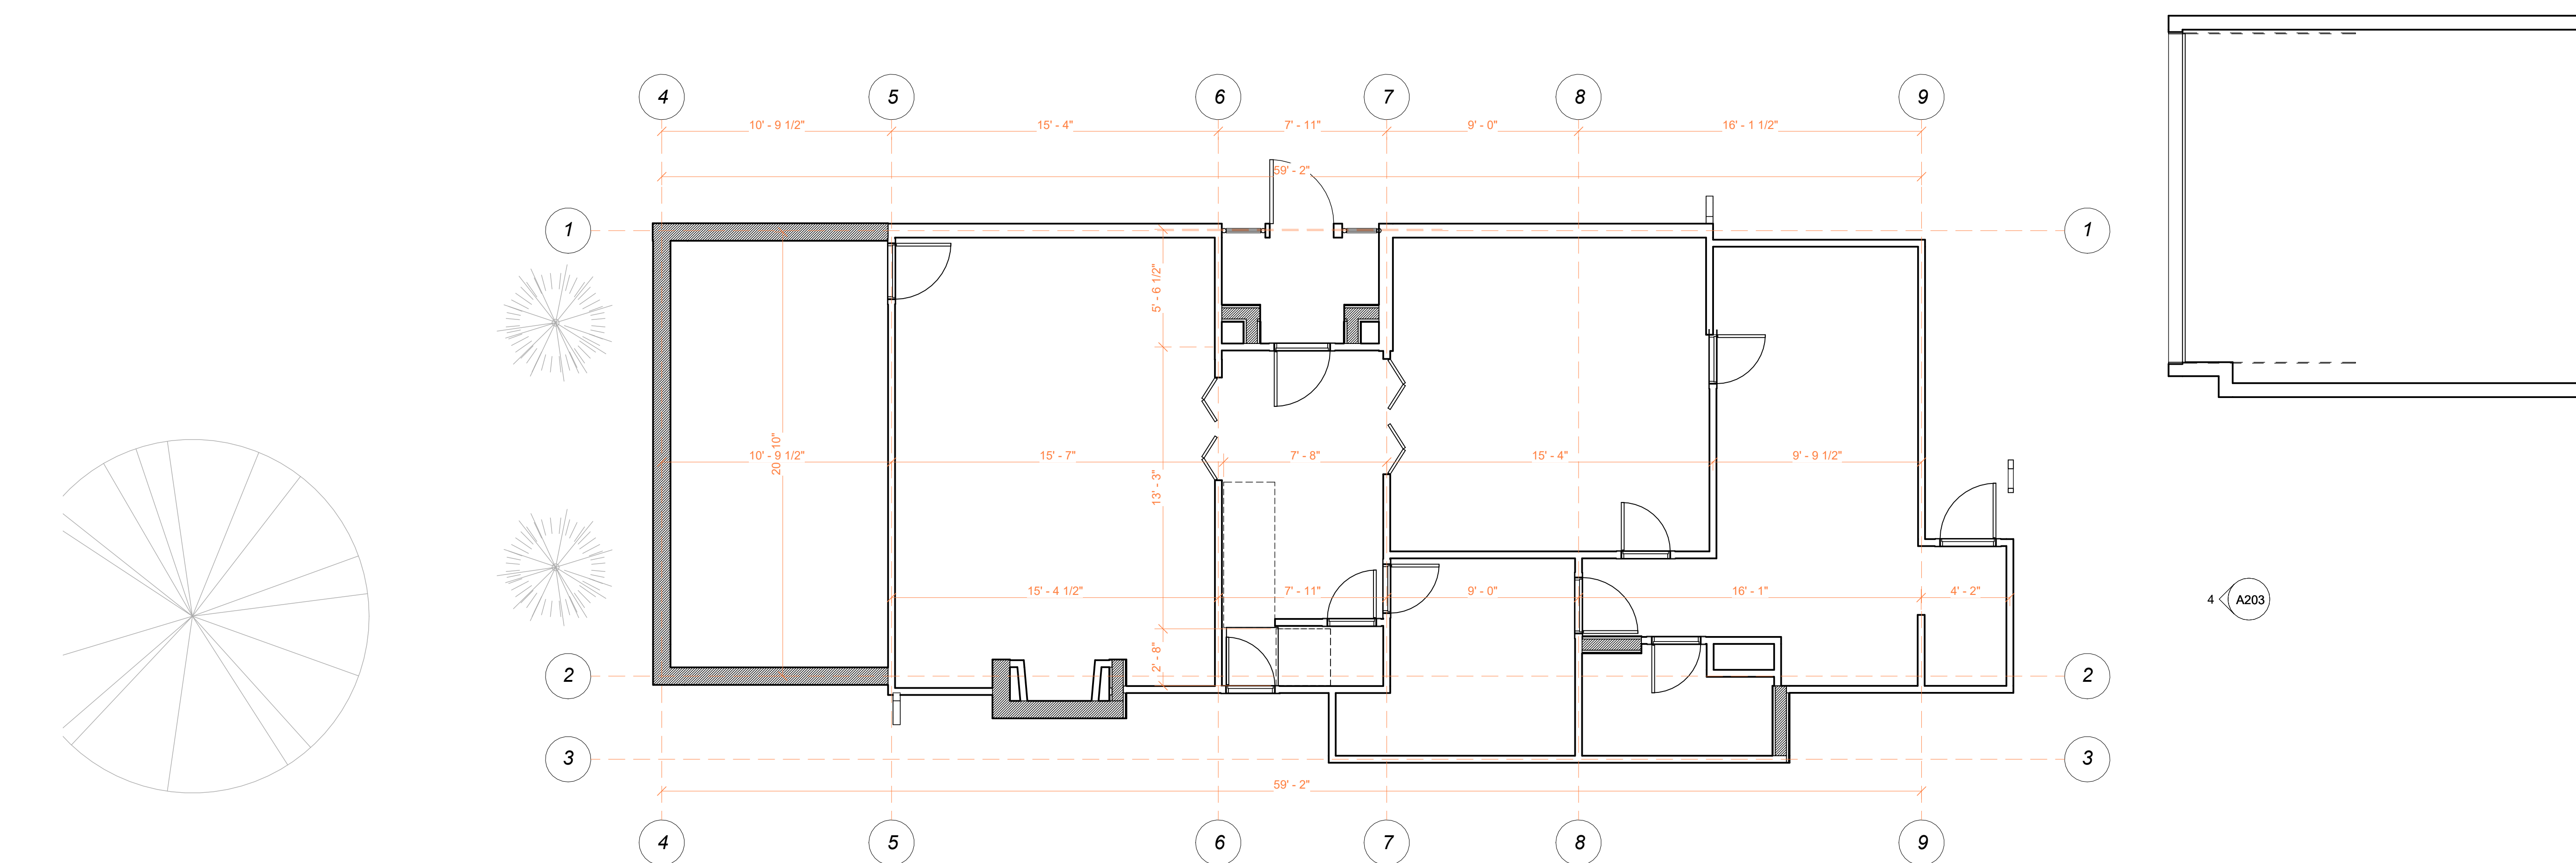 4 5 6 7 8 9
10' - 9 1/2" 15' - 4" 7' - 11" 9' - 0" 16' - 1 1/2"
59' - 2"
1 1
5' - 6 1/2"
20' - 10"
10' - 9 1/2" 15' - 7" 7' - 8" 15' - 4" 9' - 9 1/2"
13' - 3"
15' - 4 1/2" 7' - 11" 9' - 0" 16' - 1" 4' - 2"
4 A203
2' - 8"
2 2
3 3
59' - 2"
4 5 6 7 8 9